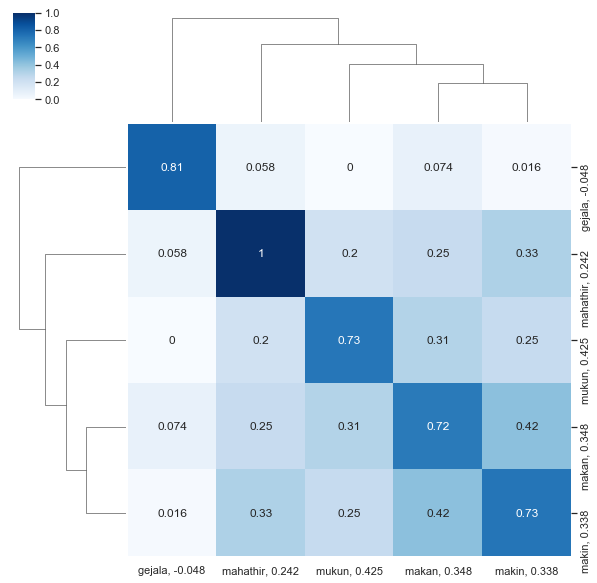 1.0
0.8
0.6
0.4
0.2
0.0
0.81 0.058 0 0.074 0.016
0.058 1 0.2 0.25 0.33
0 0.2 0.73 0.31 0.25
0.074 0.25 0.31 0.72 0.42
0.016 0.33 0.25 0.42 0.73
gejala, -0.048
mahathir, 0.242
mukun, 0.425
makan, 0.348
makin, 0.338
gejala, -0.048 mahathir, 0.242 mukun, 0.425 makan, 0.348 makin, 0.338